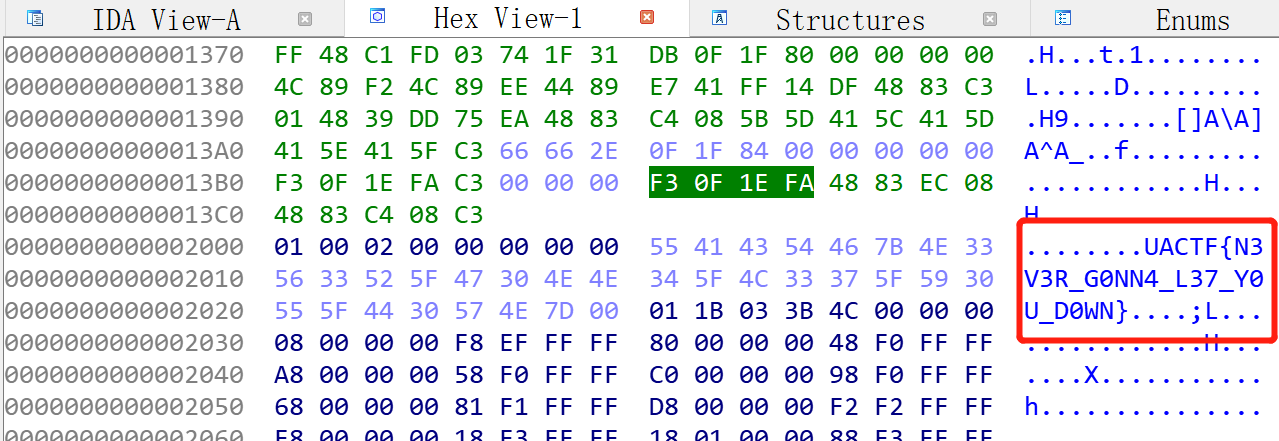 IDA View-A Hex View-1 Structures Enums
0000000000001370 FF 48 C1 FD 03 74 1F 31 DB 0F 1F 80 00 00 00 00 .H...t.1........
0000000000001380 4C 89 F2 4C 89 EE 44 89 E7 41 FF 14 DF 48 83 C3 L.....D.........
0000000000001390 01 48 39 DD 75 EA 48 83 C4 08 5B 5D 41 5C 41 5D .H9.......[]A\A]
00000000000013A0 41 5E 41 5F C3 66 66 2E 0F 1F 84 00 00 00 00 00 A^A_..f.........
00000000000013B0 F3 0F 1E FA C3 00 00 00 F3 0F 1E FA 48 83 EC 08 ............H...
00000000000013C0 48 83 C4 08 C3 H
0000000000002000 01 00 02 00 00 00 00 00 55 41 43 54 46 7B 4E 33 ........UACTF{N3
0000000000002010 56 33 52 5F 47 30 4E 4E 34 5F 4C 33 37 5F 59 30 V3R_G0NN4_L37_Y0
0000000000002020 55 5F 44 30 57 4E 7D 00 01 1B 03 3B 4C 00 00 00 U_D0WN}....;L...
0000000000002030 08 00 00 00 F8 EF FF FF 80 00 00 00 48 F0 FF FF ............H...
0000000000002040 A8 00 00 00 58 F0 FF FF C0 00 00 00 98 F0 FF FF ....X...........
0000000000002050 68 00 00 00 81 F1 FF FF D8 00 00 00 F2 F2 FF FF h...............
0000000000002060 F8 00 00 00 18 F3 FF FF 18 01 00 00 88 F3 FF FF